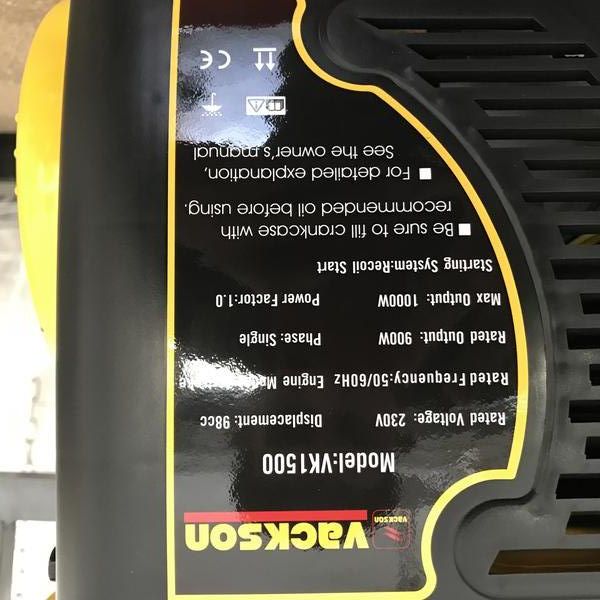 vackson
vackson
Model:VK1500
Rated Voltage: 230V Displacement: 98cc
Rated Frequency:50/60Hz Engine
Rated Output: 900W Phase: Single
Max Output: 1000W Power Factor:1.0
Starting System:Recoil Start
■ Be sure to fill crankcase with
recommended oil before using.
■ For detailed explanation,
See the owner's manual
CE